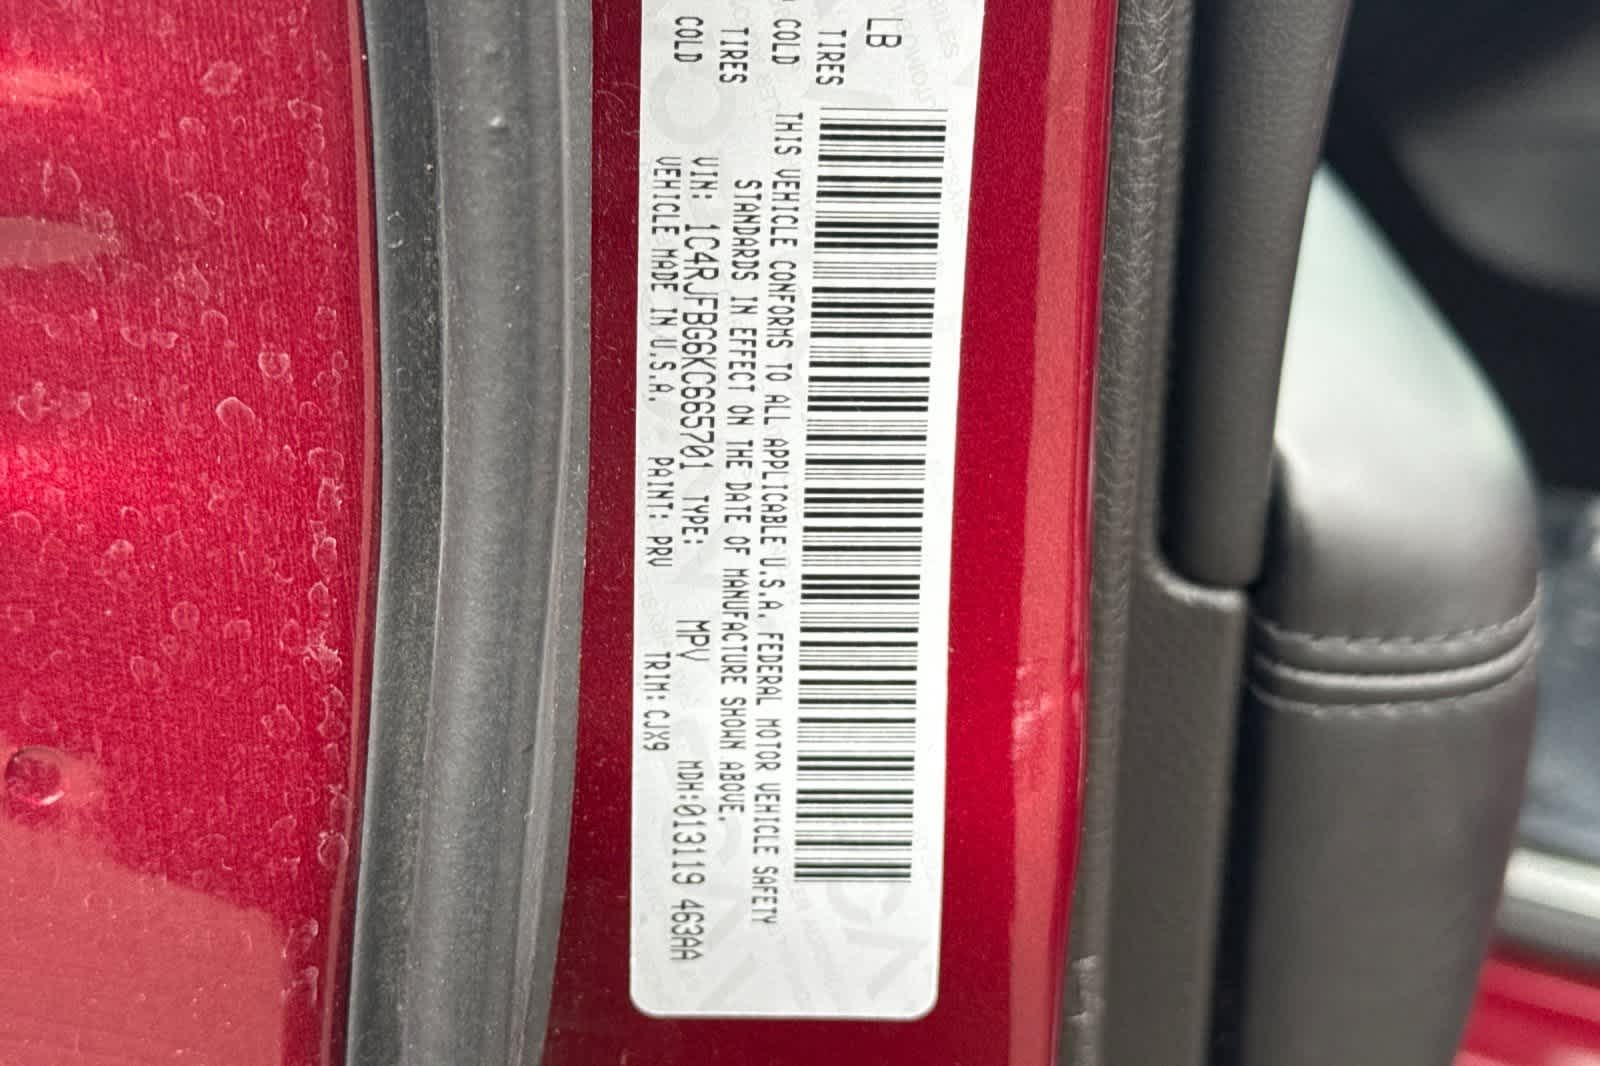 LB
TIRES COLD
TIRES COLD
THIS VEHICLE CONFORMS TO ALL APPLICABLE U.S.A. FEDERAL MOTOR VEHICLE SAFETY
STANDARDS IN EFFECT ON THE DATE OF MANUFACTURE SHOWN ABOVE.
VIN: 1C4RJFBG6KC665701 TYPE: MPV MDH:013119 463AA
VEHICLE MADE IN U.S.A. PAINT: PRV TRIM: CJX9